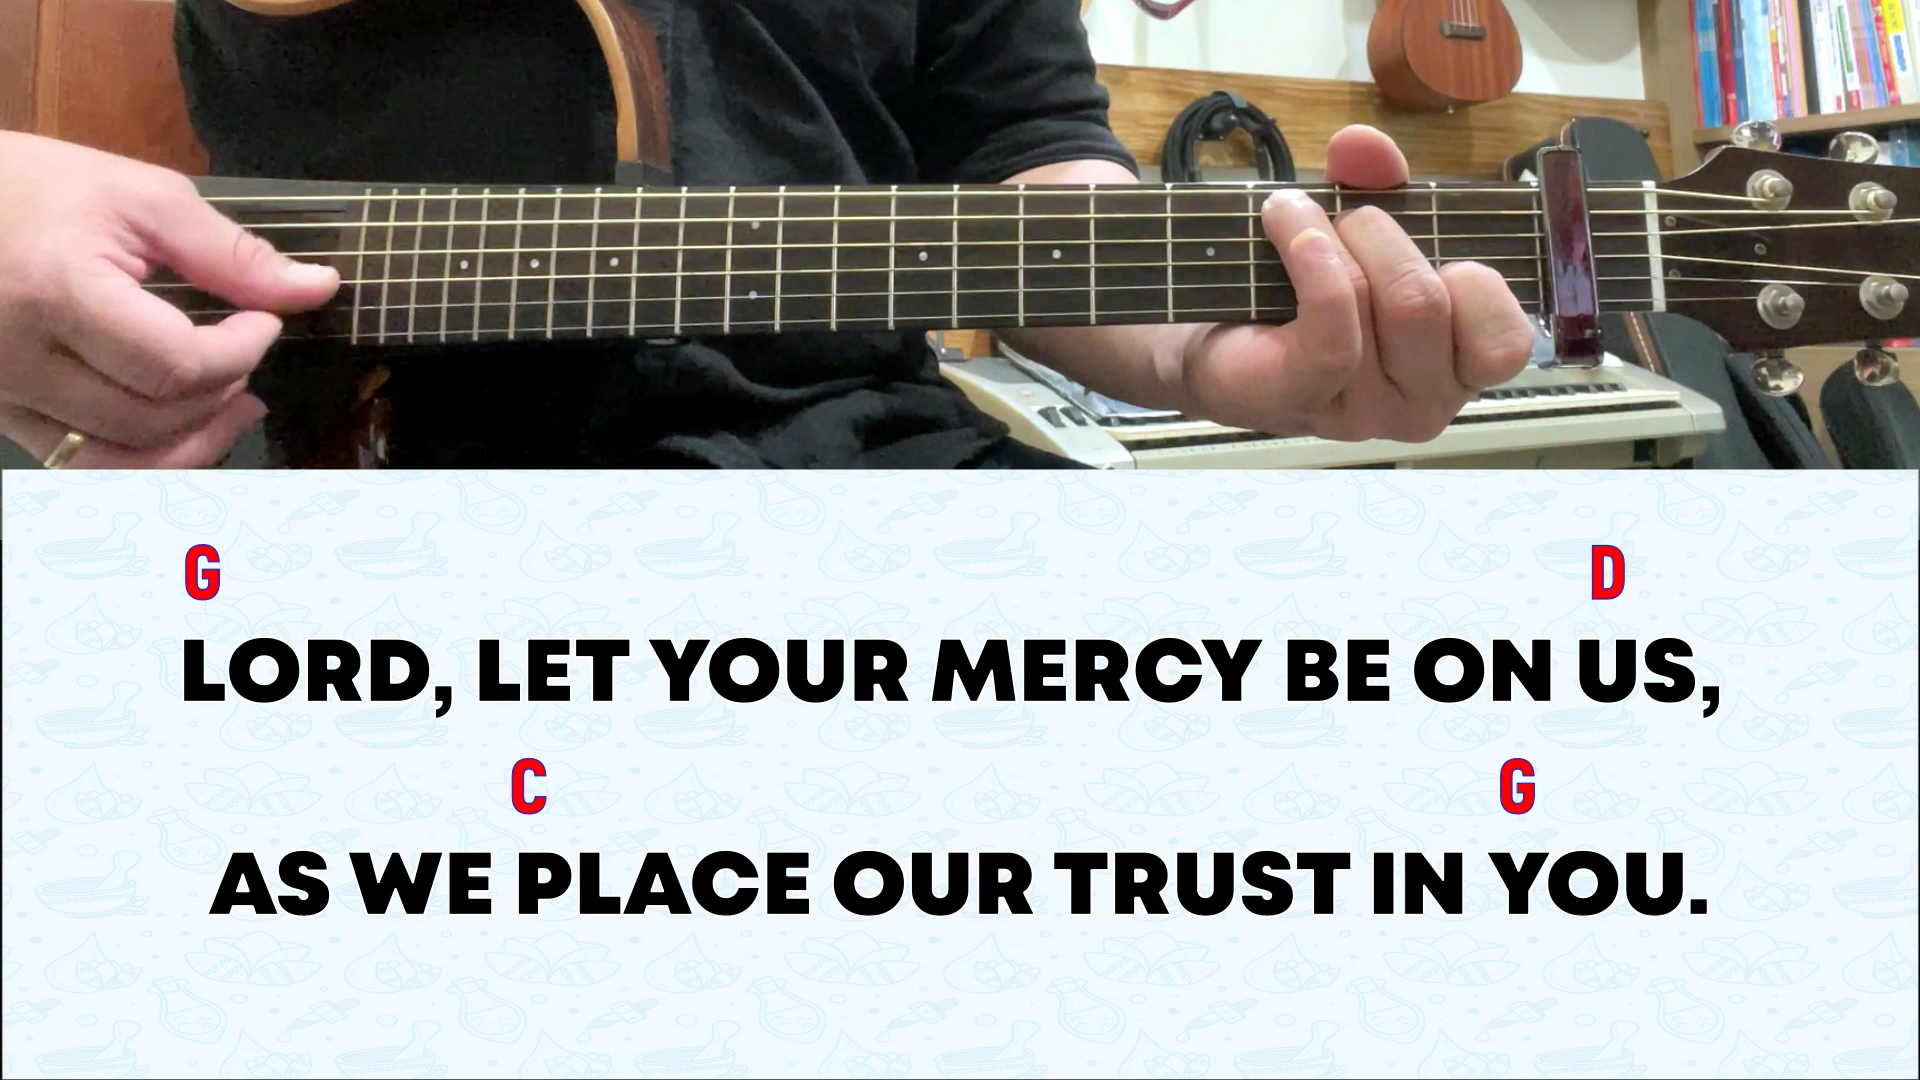 G D
LORD, LET YOUR MERCY BE ON US,
C G
AS WE PLACE OUR TRUST IN YOU.